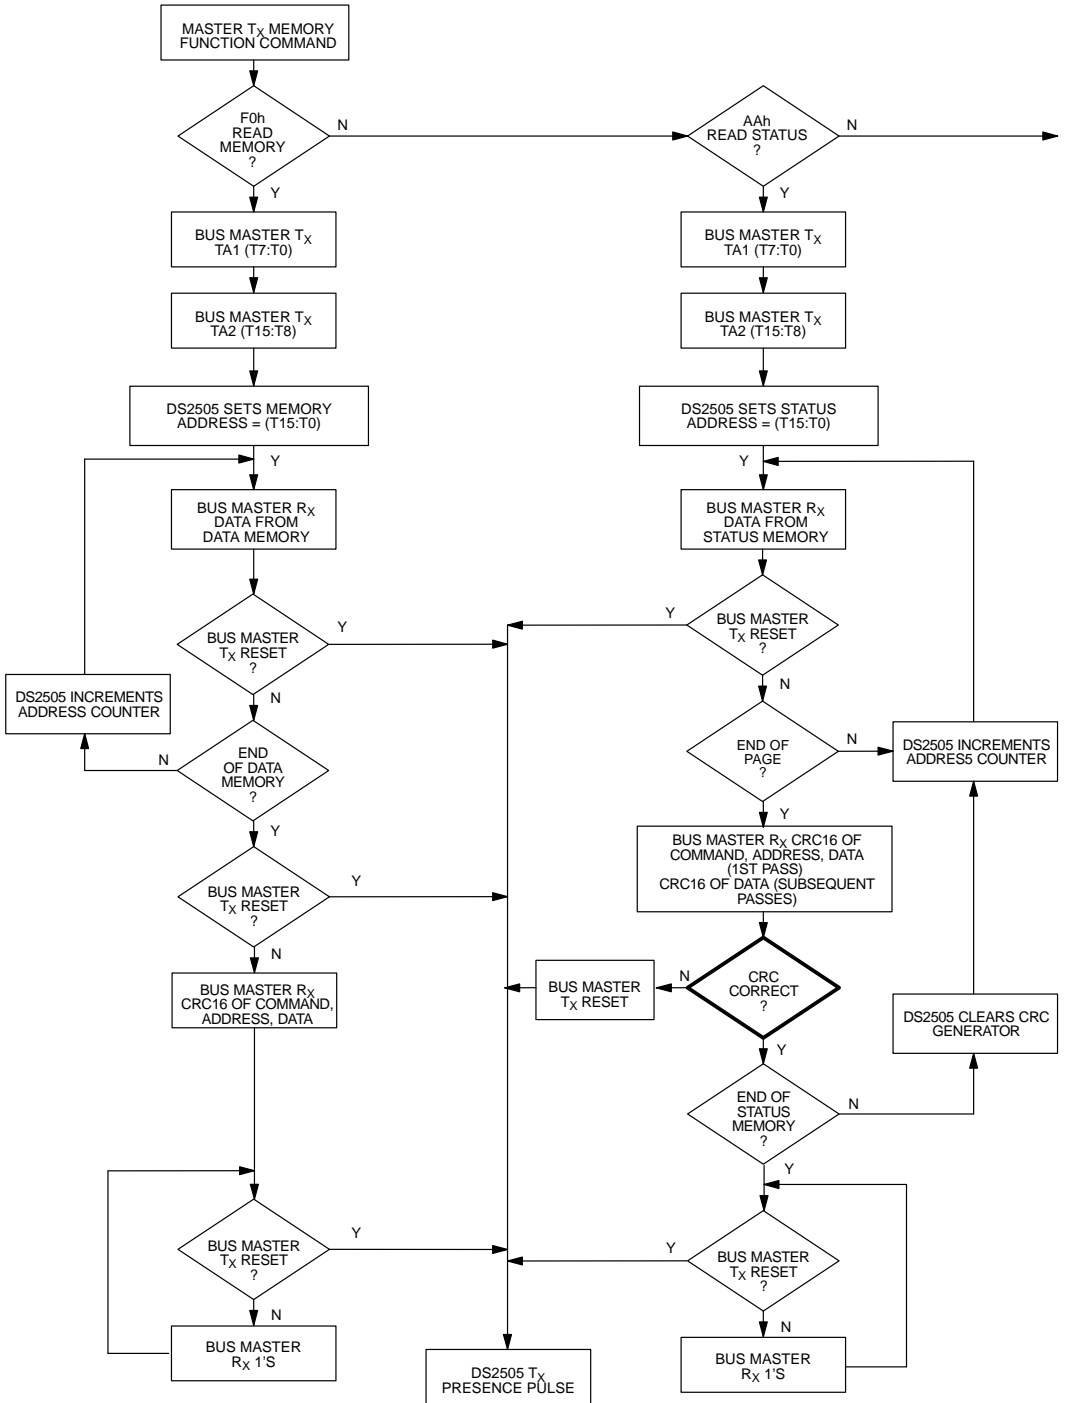 MASTER TX MEMORY
FUNCTION COMMAND
F0h
READ
MEMORY
?
N
Y
AAh
READ STATUS
?
N
Y
BUS MASTER TX
TA1 (T7:T0)
BUS MASTER TX
TA1 (T7:T0)
BUS MASTER TX
TA2 (T15:T8)
BUS MASTER TX
TA2 (T15:T8)
DS2505 SETS MEMORY
ADDRESS = (T15:T0)
DS2505 SETS STATUS
ADDRESS = (T15:T0)
Y
Y
BUS MASTER RX
DATA FROM
DATA MEMORY
BUS MASTER RX
DATA FROM
STATUS MEMORY
BUS MASTER
TX RESET
?
Y
N
Y
BUS MASTER
TX RESET
?
N
DS2505 INCREMENTS
ADDRESS COUNTER
N
END
OF DATA
MEMORY
?
Y
END OF
PAGE
?
N
Y
DS2505 INCREMENTS
ADDRES5 COUNTER
BUS MASTER RX CRC16 OF
COMMAND, ADDRESS, DATA
(1ST PASS)
CRC16 OF DATA (SUBSEQUENT
PASSES)
BUS MASTER
TX RESET
?
Y
N
BUS MASTER RX
CRC16 OF COMMAND,
ADDRESS, DATA
BUS MASTER
TX RESET
N
CRC
CORRECT
?
Y
DS2505 CLEARS CRC
GENERATOR
END OF
STATUS
MEMORY
?
N
Y
BUS MASTER
TX RESET
?
Y
N
Y
BUS MASTER
TX RESET
?
N
BUS MASTER
RX 1'S
DS2505 TX
PRESENCE PULSE
BUS MASTER
RX 1'S